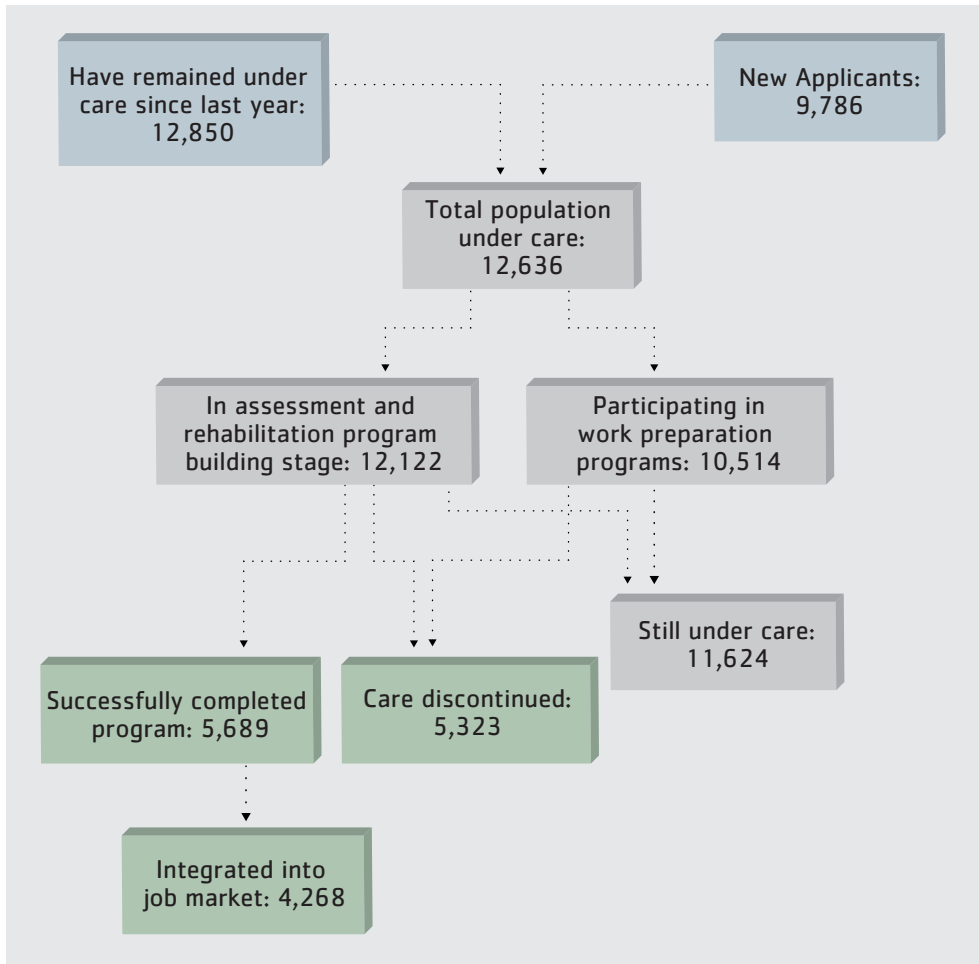 Have remained under
care since last year:
12,850
New Applicants:
9,786
Total population
under care:
12,636
In assessment and
rehabilitation program
building stage: 12,122
Participating in
work preparation
programs: 10,514
Still under care:
11,624
Successfully completed
program: 5,689
Care discontinued:
5,323
Integrated into
job market: 4,268